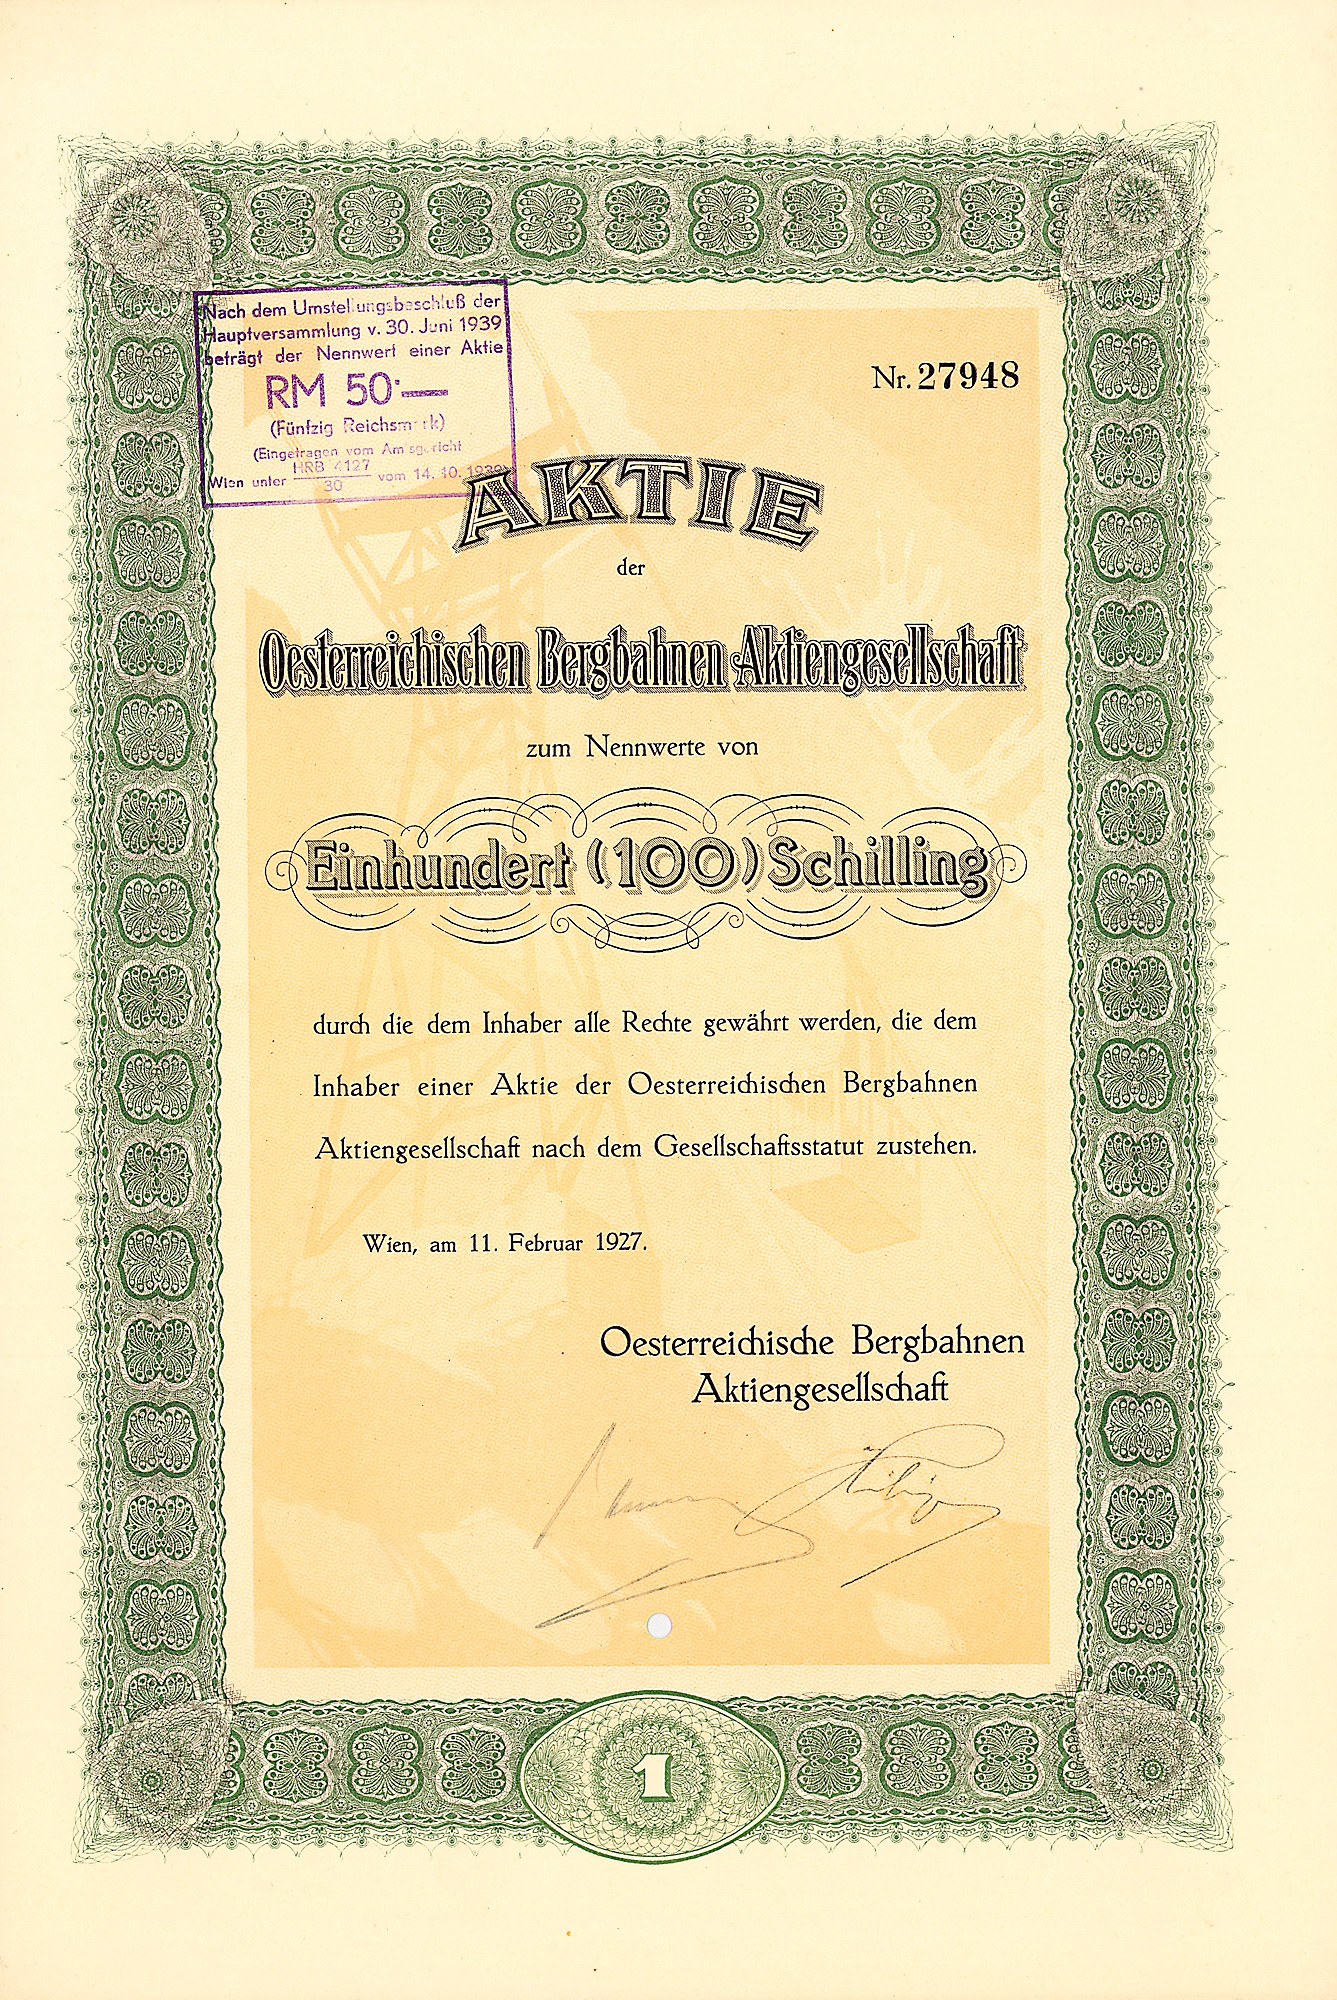 Nach dem Umstellungsbeschluß der
Hauptversammlung v. 30. Juni 1939
beträgt der Nennwert einer Aktie
RM 50·—
(Fünfzig Reichsmark)
(Eingetragen vom Amtsgericht
Wien unter HRB 4127/30 vom 14. 10. 1939)
Nr. 27948
AKTIE
der
Oesterreichischen Bergbahnen Aktiengesellschaft
zum Nennwerte von
Einhundert (100) Schilling
durch die dem Inhaber alle Rechte gewährt werden, die dem
Inhaber einer Aktie der Oesterreichischen Bergbahnen
Aktiengesellschaft nach dem Gesellschaftsstatut zustehen.
Wien, am 11. Februar 1927.
Oesterreichische Bergbahnen
Aktiengesellschaft
1